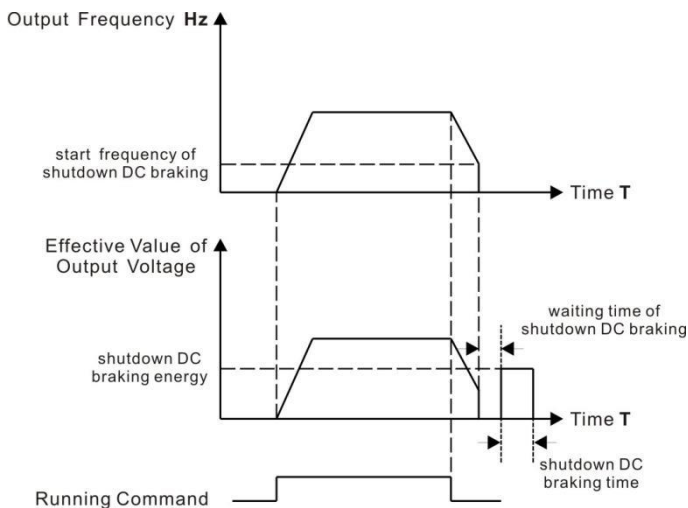 Output Frequency Hz
start frequency of
shutdown DC braking
Time T
Effective Value of
Output Voltage
waiting time of
shutdown DC braking
shutdown DC
braking energy
Time T
shutdown DC
braking time
Running Command